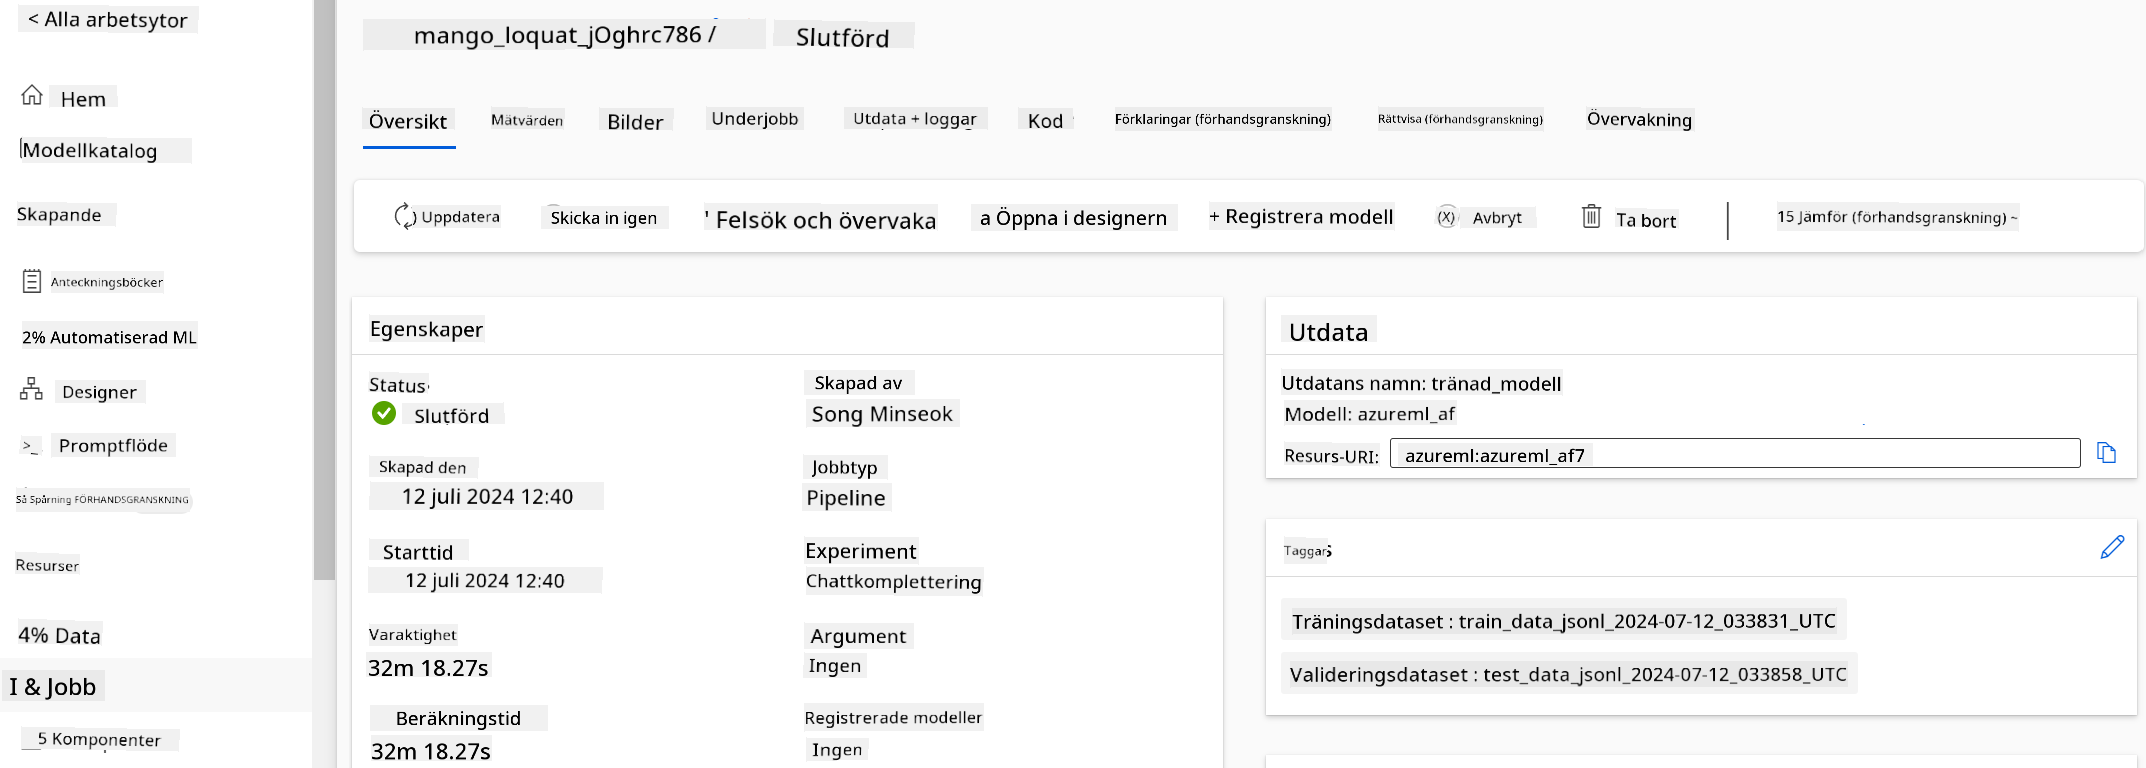 < Alla arbetsytor
Hem
Modellkatalog
Skapande
Anteckningsböcker
2% Automatiserad ML
Designer
>_ Promptflöde
Så Spårning FÖRHANDSGRANSKNING
Resurser
4% Data
I & Jobb
5 Komponenter
mango_loquat_jOghrc786 / Slutförd
Översikt Mätvärden Bilder Underjobb Utdata + loggar Kod Förklaringar (förhandsgranskning) Rättvisa (förhandsgranskning) Övervakning
Uppdatera Skicka in igen ' Felsök och övervaka a Öppna i designern + Registrera modell (X) Avbryt Ta bort 15 Jämför (förhandsgranskning) ~
Egenskaper
Status
Slutförd
Skapad den
12 juli 2024 12:40
Starttid
12 juli 2024 12:40
Varaktighet
32m 18.27s
Beräkningstid
32m 18.27s
Skapad av
Song Minseok
Jobbtyp
Pipeline
Experiment
Chattkomplettering
Argument
Ingen
Registrerade modeller
Ingen
Utdata
Utdatans namn: tränad_modell
Modell: azureml_af
Resurs-URI: azureml:azureml_af7
Taggar
Träningsdataset : train_data_jsonl_2024-07-12_033831_UTC
Valideringsdataset : test_data_jsonl_2024-07-12_033858_UTC